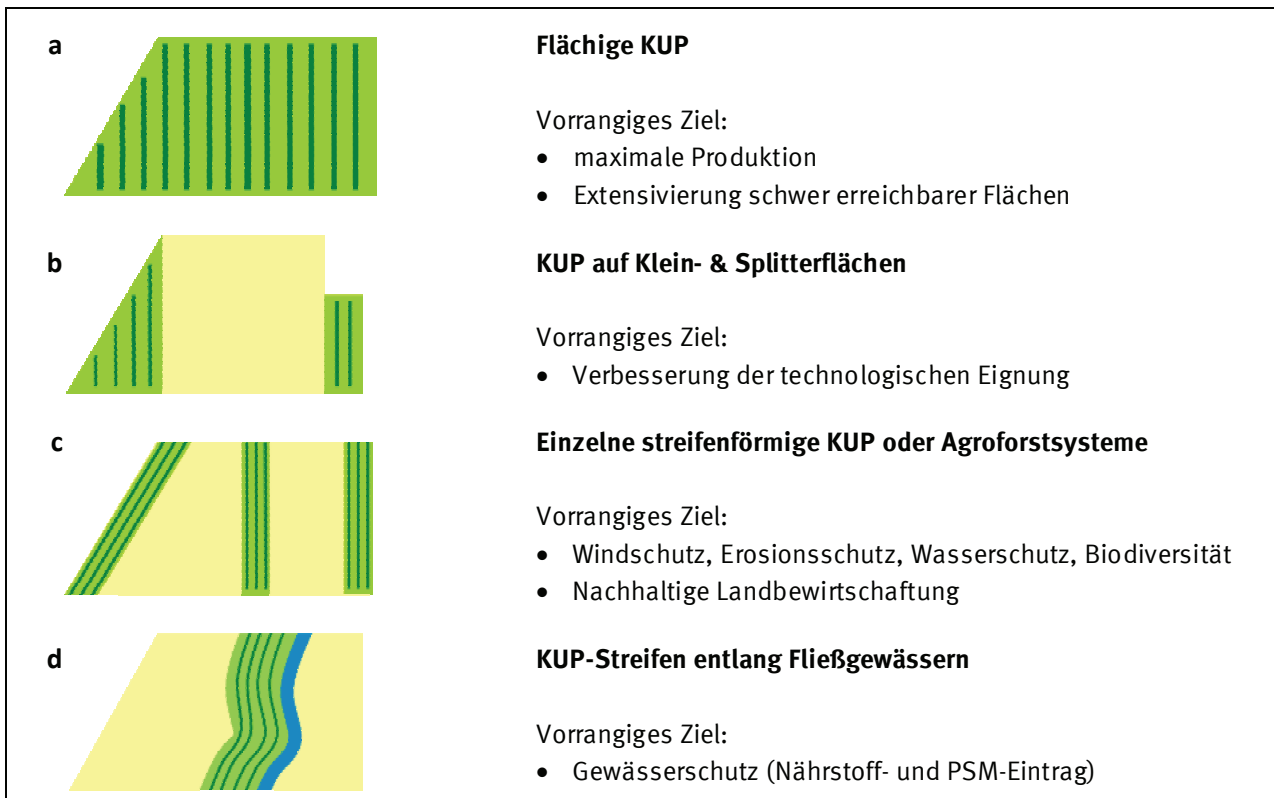 a
Flächige KUP
Vorrangiges Ziel:
• maximale Produktion
• Extensivierung schwer erreichbarer Flächen
b
KUP auf Klein- & Splitterflächen
Vorrangiges Ziel:
• Verbesserung der technologischen Eignung
c
Einzelne streifenförmige KUP oder Agroforstsysteme
Vorrangiges Ziel:
• Windschutz, Erosionsschutz, Wasserschutz, Biodiversität
• Nachhaltige Landbewirtschaftung
d
KUP-Streifen entlang Fließgewässern
Vorrangiges Ziel:
• Gewässerschutz (Nährstoff- und PSM-Eintrag)